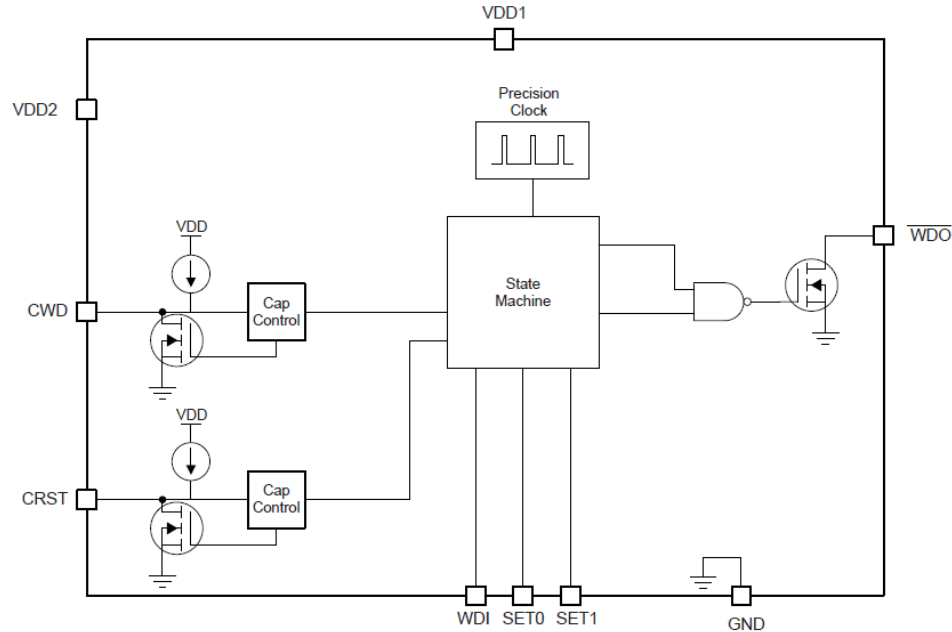 VDD1
VDD2
Precision
Clock
VDD
State
Machine
WDO
CWD
Cap
Control
VDD
CRST
Cap
Control
WDI SET0 SET1
GND